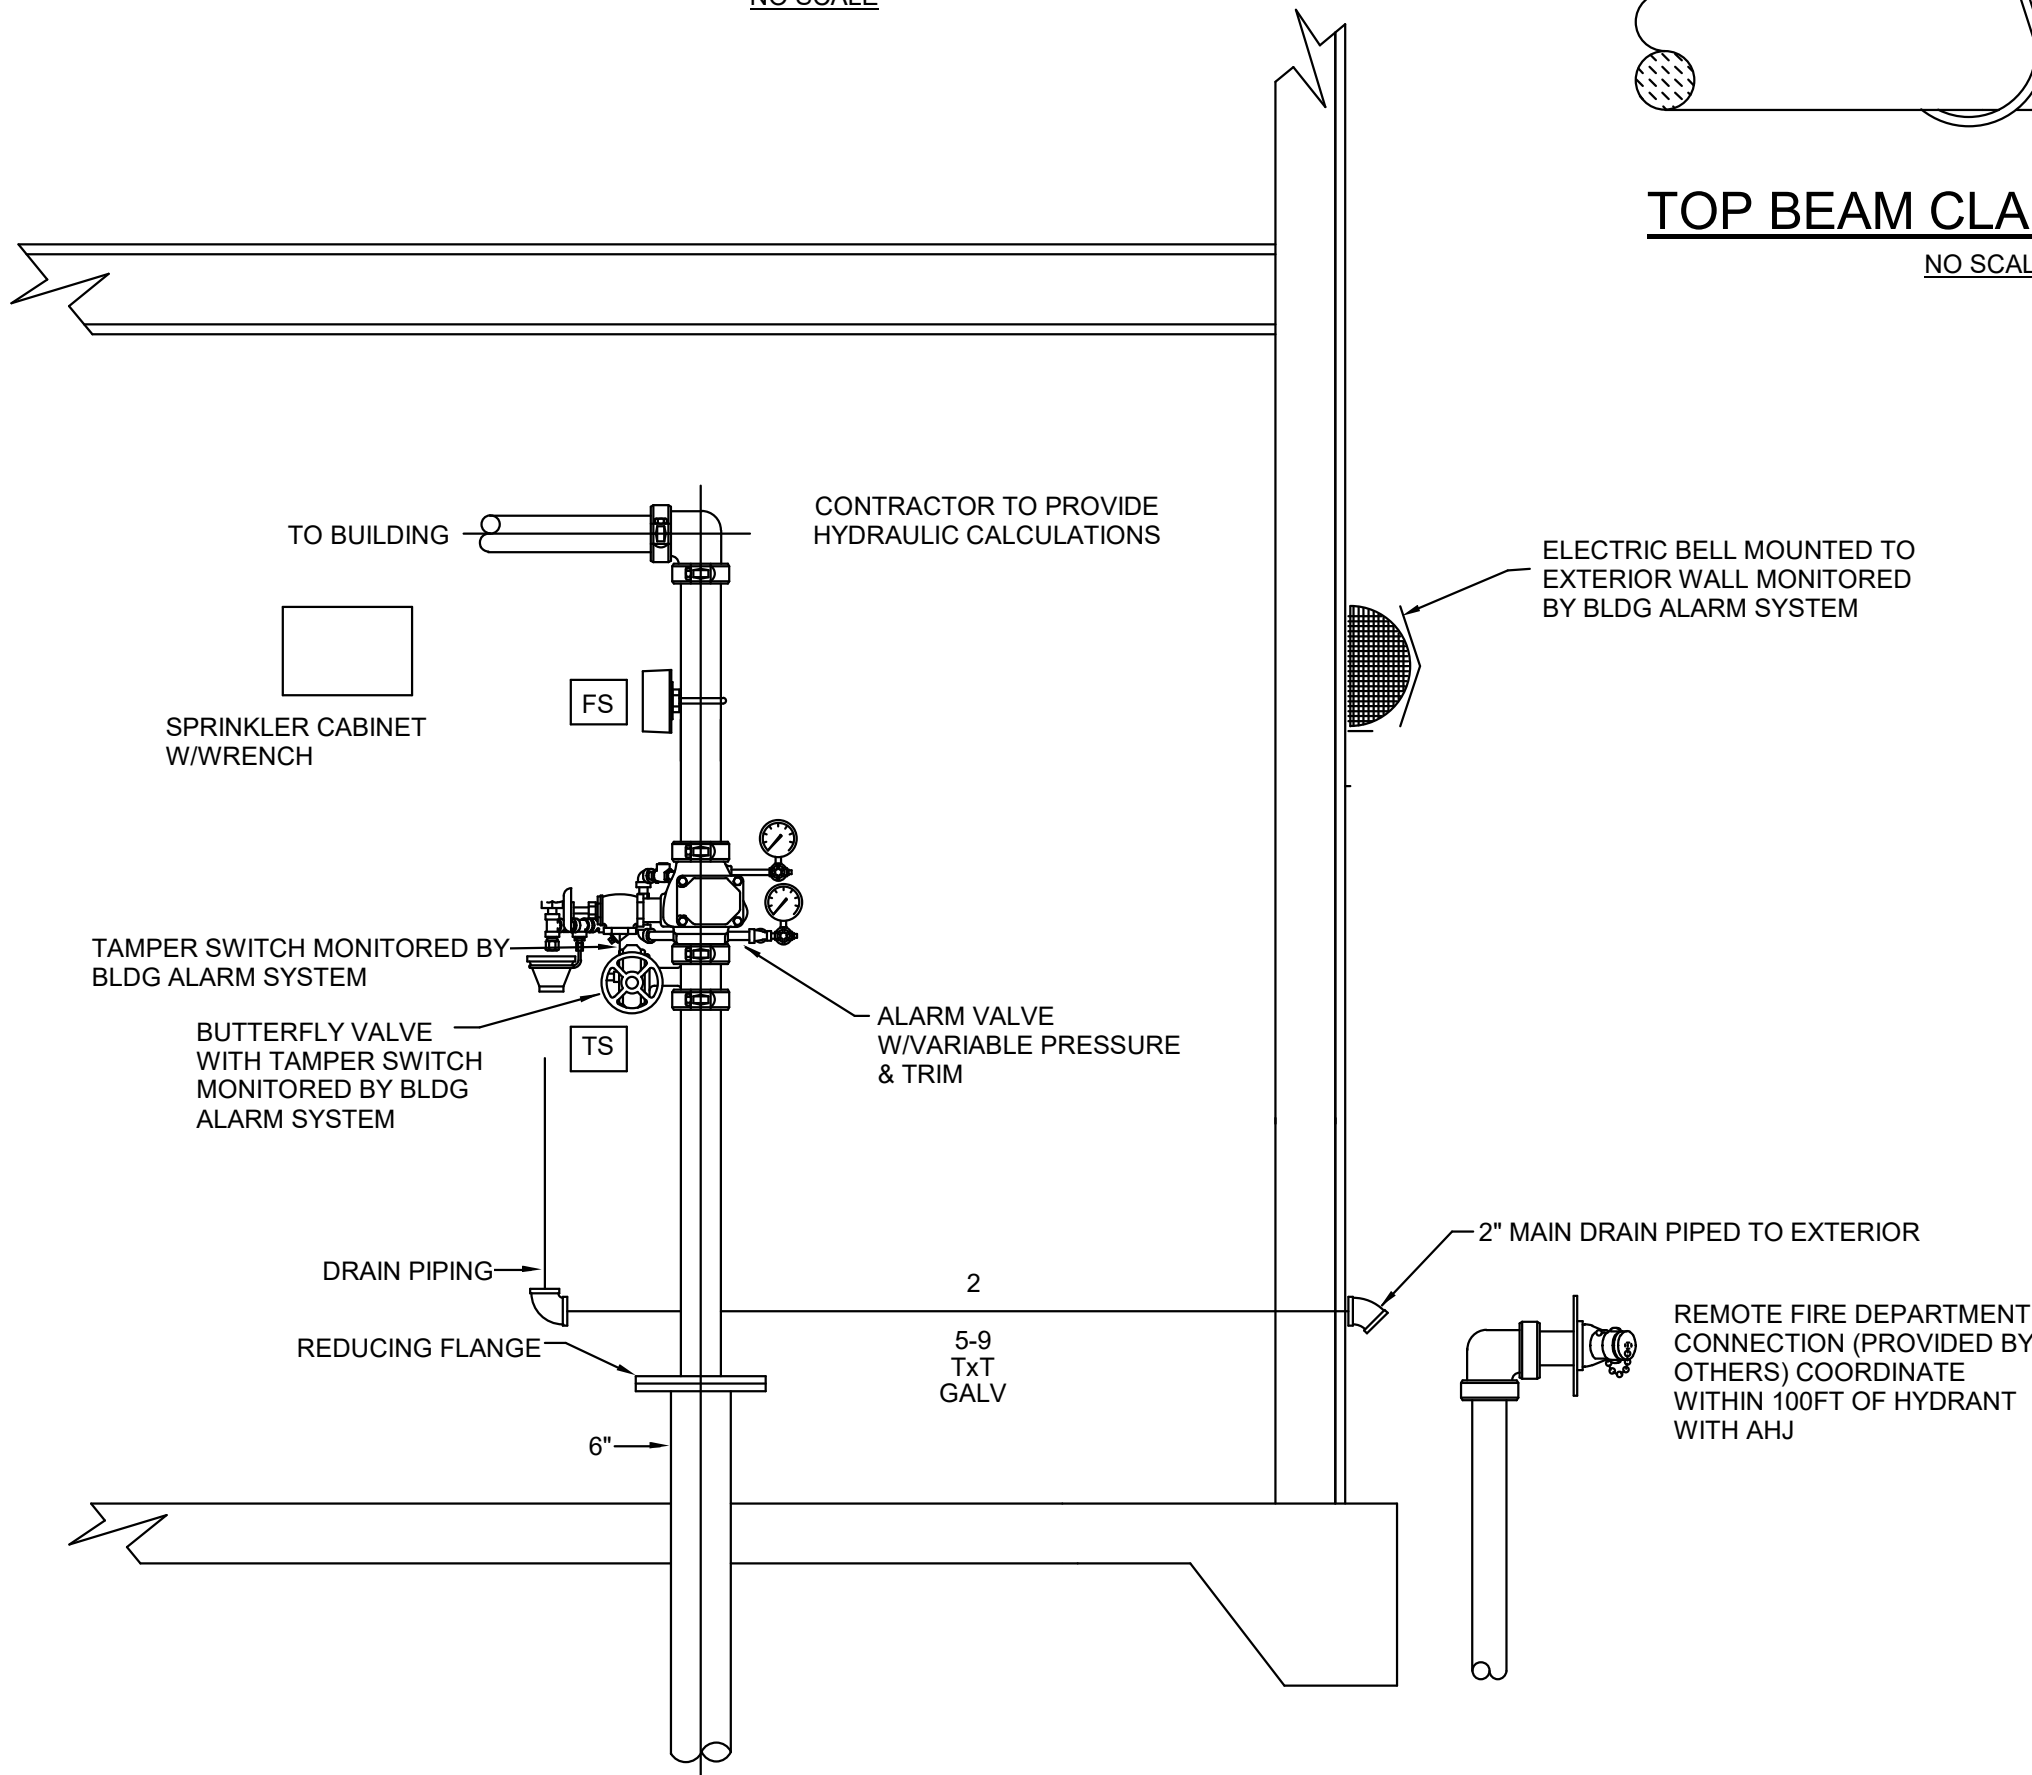 NO SCALE
TOP BEAM CLA
NO SCAL
TO BUILDING
CONTRACTOR TO PROVIDE
HYDRAULIC CALCULATIONS
ELECTRIC BELL MOUNTED TO
EXTERIOR WALL MONITORED
BY BLDG ALARM SYSTEM
SPRINKLER CABINET
W/WRENCH
FS
TAMPER SWITCH MONITORED BY
BLDG ALARM SYSTEM
BUTTERFLY VALVE
WITH TAMPER SWITCH
MONITORED BY BLDG
ALARM SYSTEM
TS
ALARM VALVE
W/VARIABLE PRESSURE
& TRIM
2" MAIN DRAIN PIPED TO EXTERIOR
DRAIN PIPING
2
REDUCING FLANGE
5-9
TxT
GALV
REMOTE FIRE DEPARTMENT
CONNECTION (PROVIDED BY
OTHERS) COORDINATE
WITHIN 100FT OF HYDRANT
WITH AHJ
6"